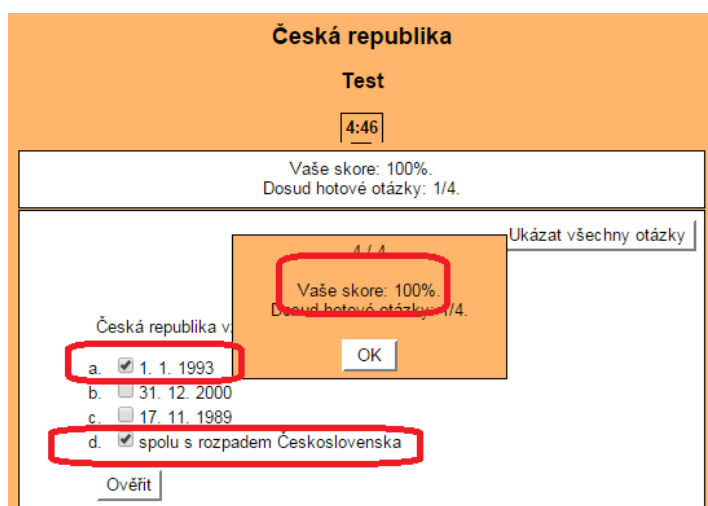 Česká republika
Test
4:46
Vaše skore: 100%.
Dosud hotové otázky: 1/4.
Ukázat všechny otázky
Vaše skore: 100%.
Dosud hotové otázky: 1/4.
OK
Česká republika
a. 1. 1. 1993
b. 31. 12. 2000
c. 17. 11. 1989
d. spolu s rozpadem Československa
Ověřit